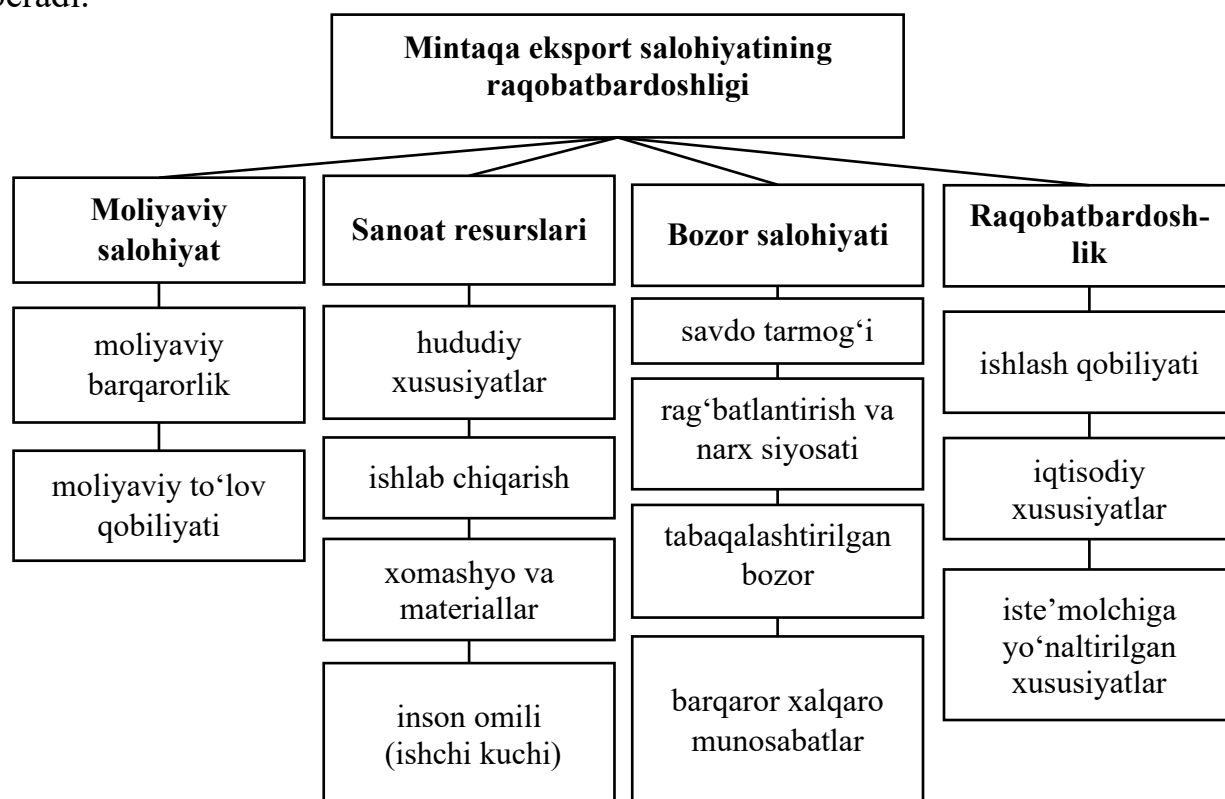 Mintaqa eksport salohiyatining
raqobatbardoshligi
Moliyaviy
salohiyat
moliyaviy
barqarorlik
moliyaviy to‘lov
qobiliyati
Sanoat resurslari
hududiy
xususiyatlar
ishlab chiqarish
xomashyo va
materiallar
inson omili
(ishchi kuchi)
Bozor salohiyati
savdo tarmog‘i
rag‘batlantirish va
narx siyosati
tabaqalashtirilgan
bozor
barqaror xalqaro
munosabatlar
Raqobatbardosh-
lik
ishlash qobiliyati
iqtisodiy
xususiyatlar
iste’molchiga
yo‘naltirilgan
xususiyatlar